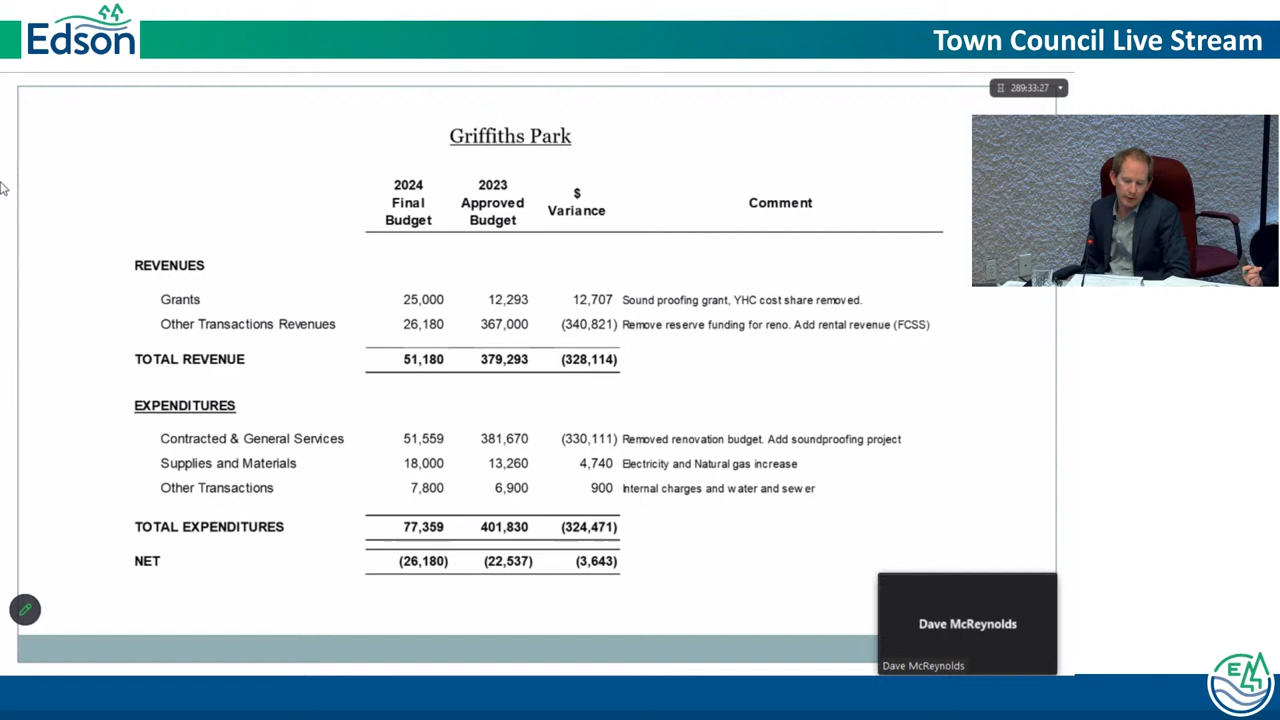 Edson
Town Council Live Stream
289:33:27
Griffiths Park
2024 Final Budget
2023 Approved Budget
$ Variance
Comment
REVENUES
Grants 25,000 12,293 12,707 Sound proofing grant, YHC cost share removed.
Other Transactions Revenues 26,180 367,000 (340,821) Remove reserve funding for reno. Add rental revenue (FCSS)
TOTAL REVENUE 51,180 379,293 (328,114)
EXPENDITURES
Contracted & General Services 51,559 381,670 (330,111) Removed renovation budget. Add soundproofing project
Supplies and Materials 18,000 13,260 4,740 Electricity and Natural gas increase
Other Transactions 7,800 6,900 900 Internal charges and water and sewer
TOTAL EXPENDITURES 77,359 401,830 (324,471)
NET (26,180) (22,537) (3,643)
Dave McReynolds
Dave McReynolds